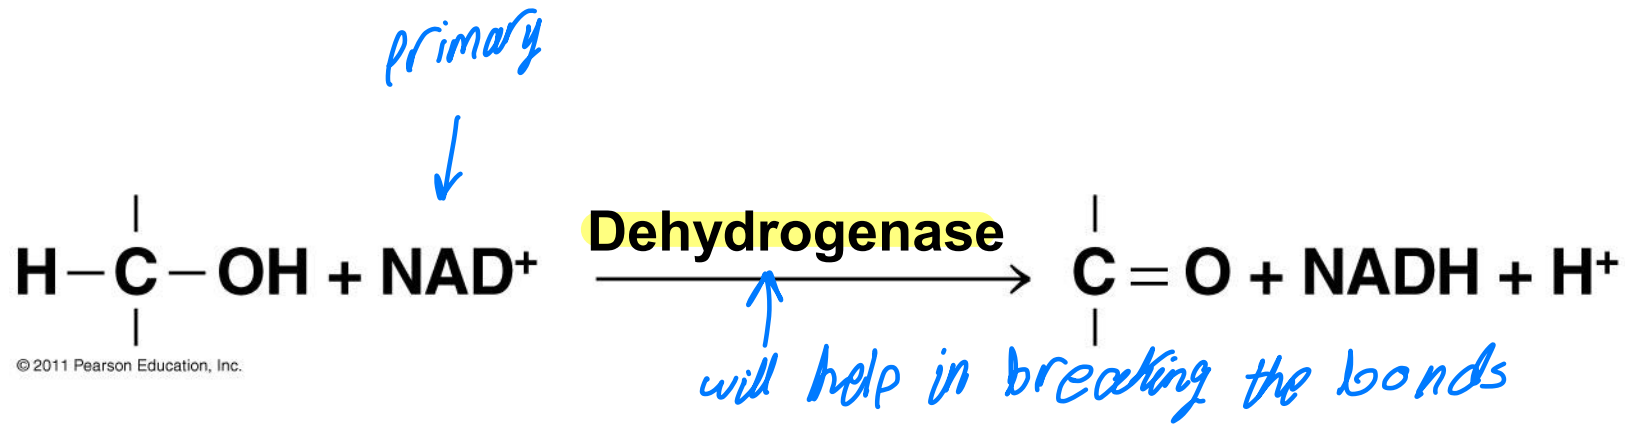 primary
Dehydrogenase
H–C–OH + NAD⁺ → C=O + NADH + H⁺
© 2011 Pearson Education, Inc.
will help in breaking the bonds